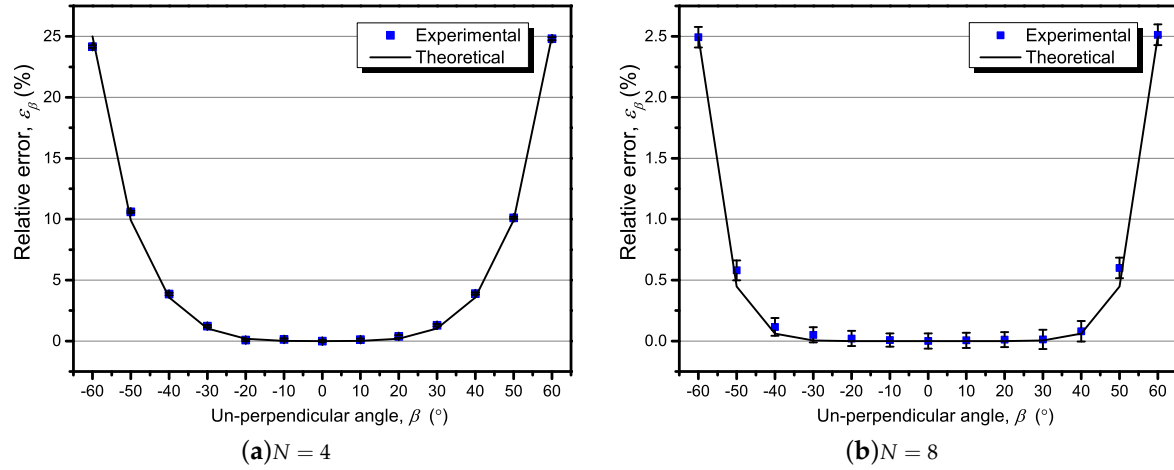 Experimental
Theoretical
25
20
15
10
5
0
Relative error, εβ (%)
-60 -50 -40 -30 -20 -10 0 10 20 30 40 50 60
Un-perpendicular angle, β (°)
(a)N = 4
Experimental
Theoretical
2.5
2.0
1.5
1.0
0.5
0.0
Relative error, εβ (%)
-60 -50 -40 -30 -20 -10 0 10 20 30 40 50 60
Un-perpendicular angle, β (°)
(b)N = 8